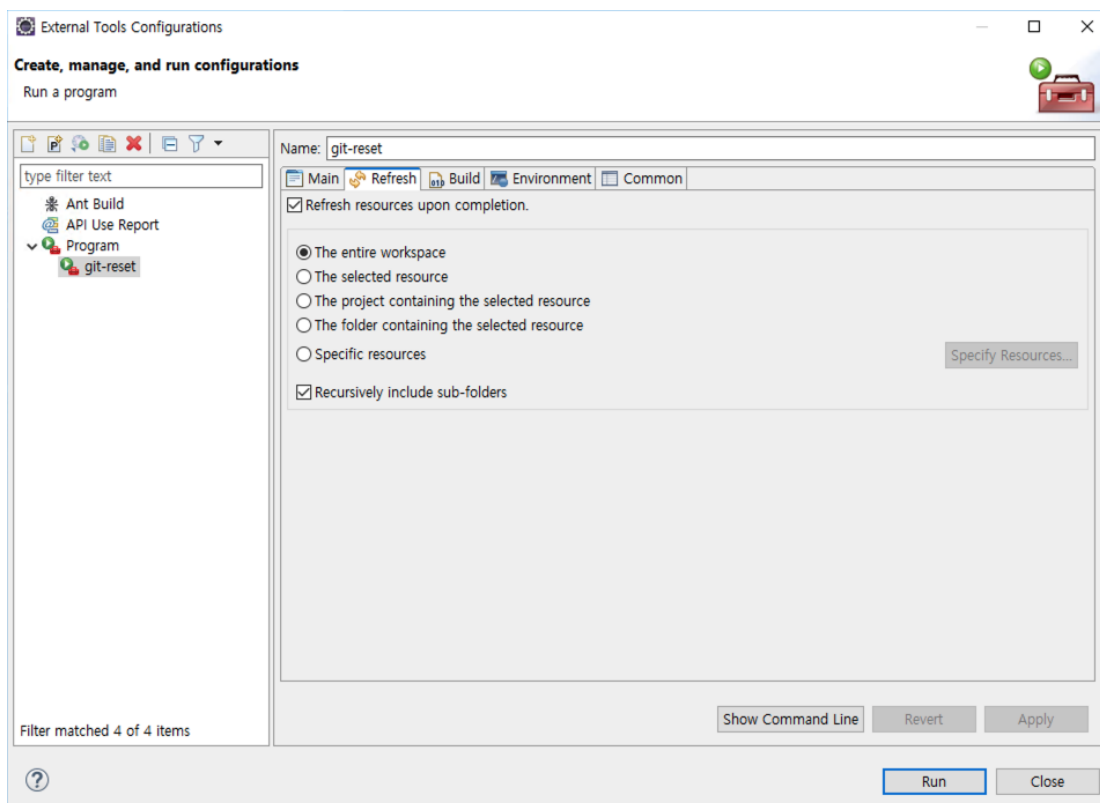 External Tools Configurations
Create, manage, and run configurations
Run a program
type filter text
Ant Build
API Use Report
Program
git-reset
Filter matched 4 of 4 items
Name: git-reset
Main Refresh Build Environment Common
Refresh resources upon completion.
The entire workspace
The selected resource
The project containing the selected resource
The folder containing the selected resource
Specific resources Specify Resources...
Recursively include sub-folders
Show Command Line Revert Apply
Run Close